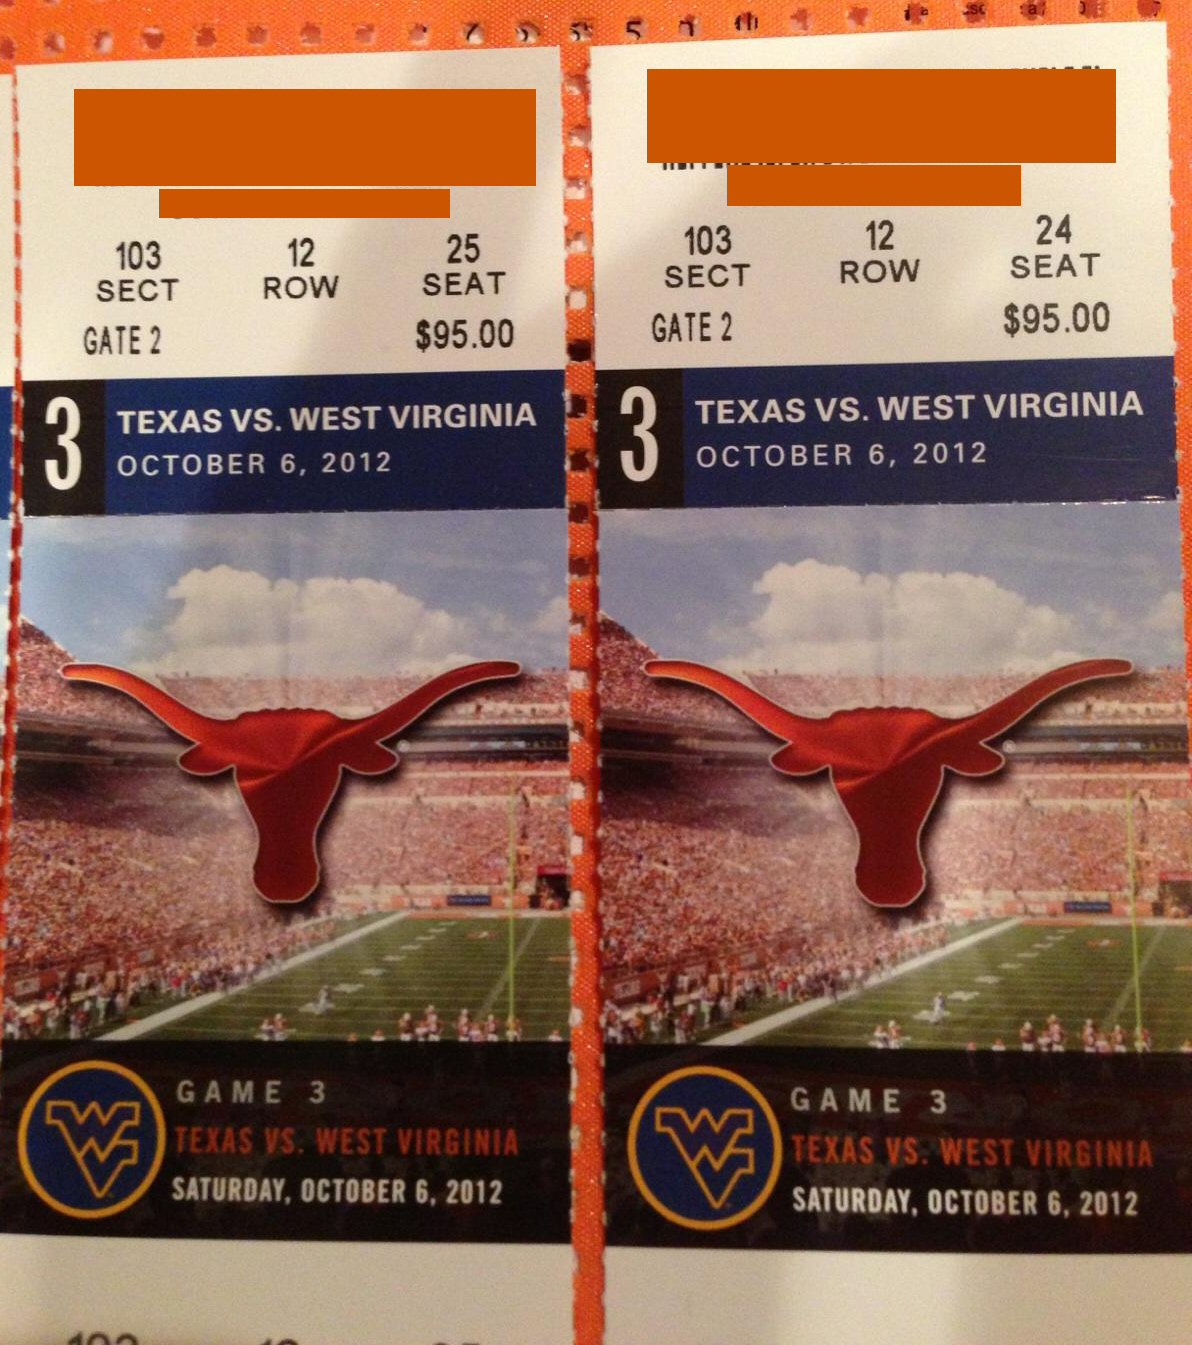 103 12 25
SECT ROW SEAT
GATE 2 $95.00
3 TEXAS VS. WEST VIRGINIA
OCTOBER 6, 2012
GAME 3
TEXAS VS. WEST VIRGINIA
SATURDAY, OCTOBER 6, 2012
103 12 24
SECT ROW SEAT
GATE 2 $95.00
3 TEXAS VS. WEST VIRGINIA
OCTOBER 6, 2012
GAME 3
TEXAS VS. WEST VIRGINIA
SATURDAY, OCTOBER 6, 2012